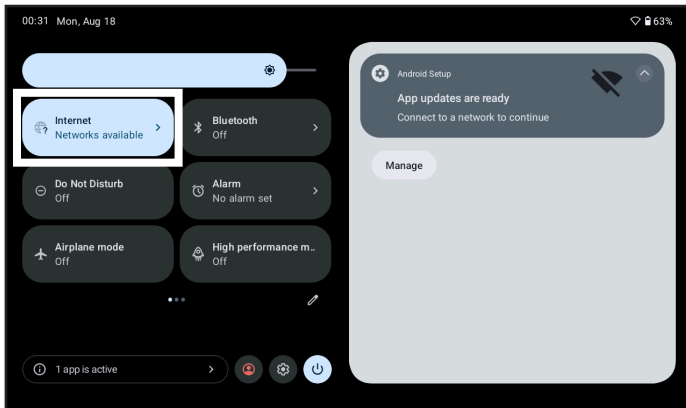 00:31 Mon, Aug 18
63%
Internet
Networks available
Bluetooth
Off
Do Not Disturb
Off
Alarm
No alarm set
Airplane mode
Off
High performance m..
Off
1 app is active
Android Setup
App updates are ready
Connect to a network to continue
Manage